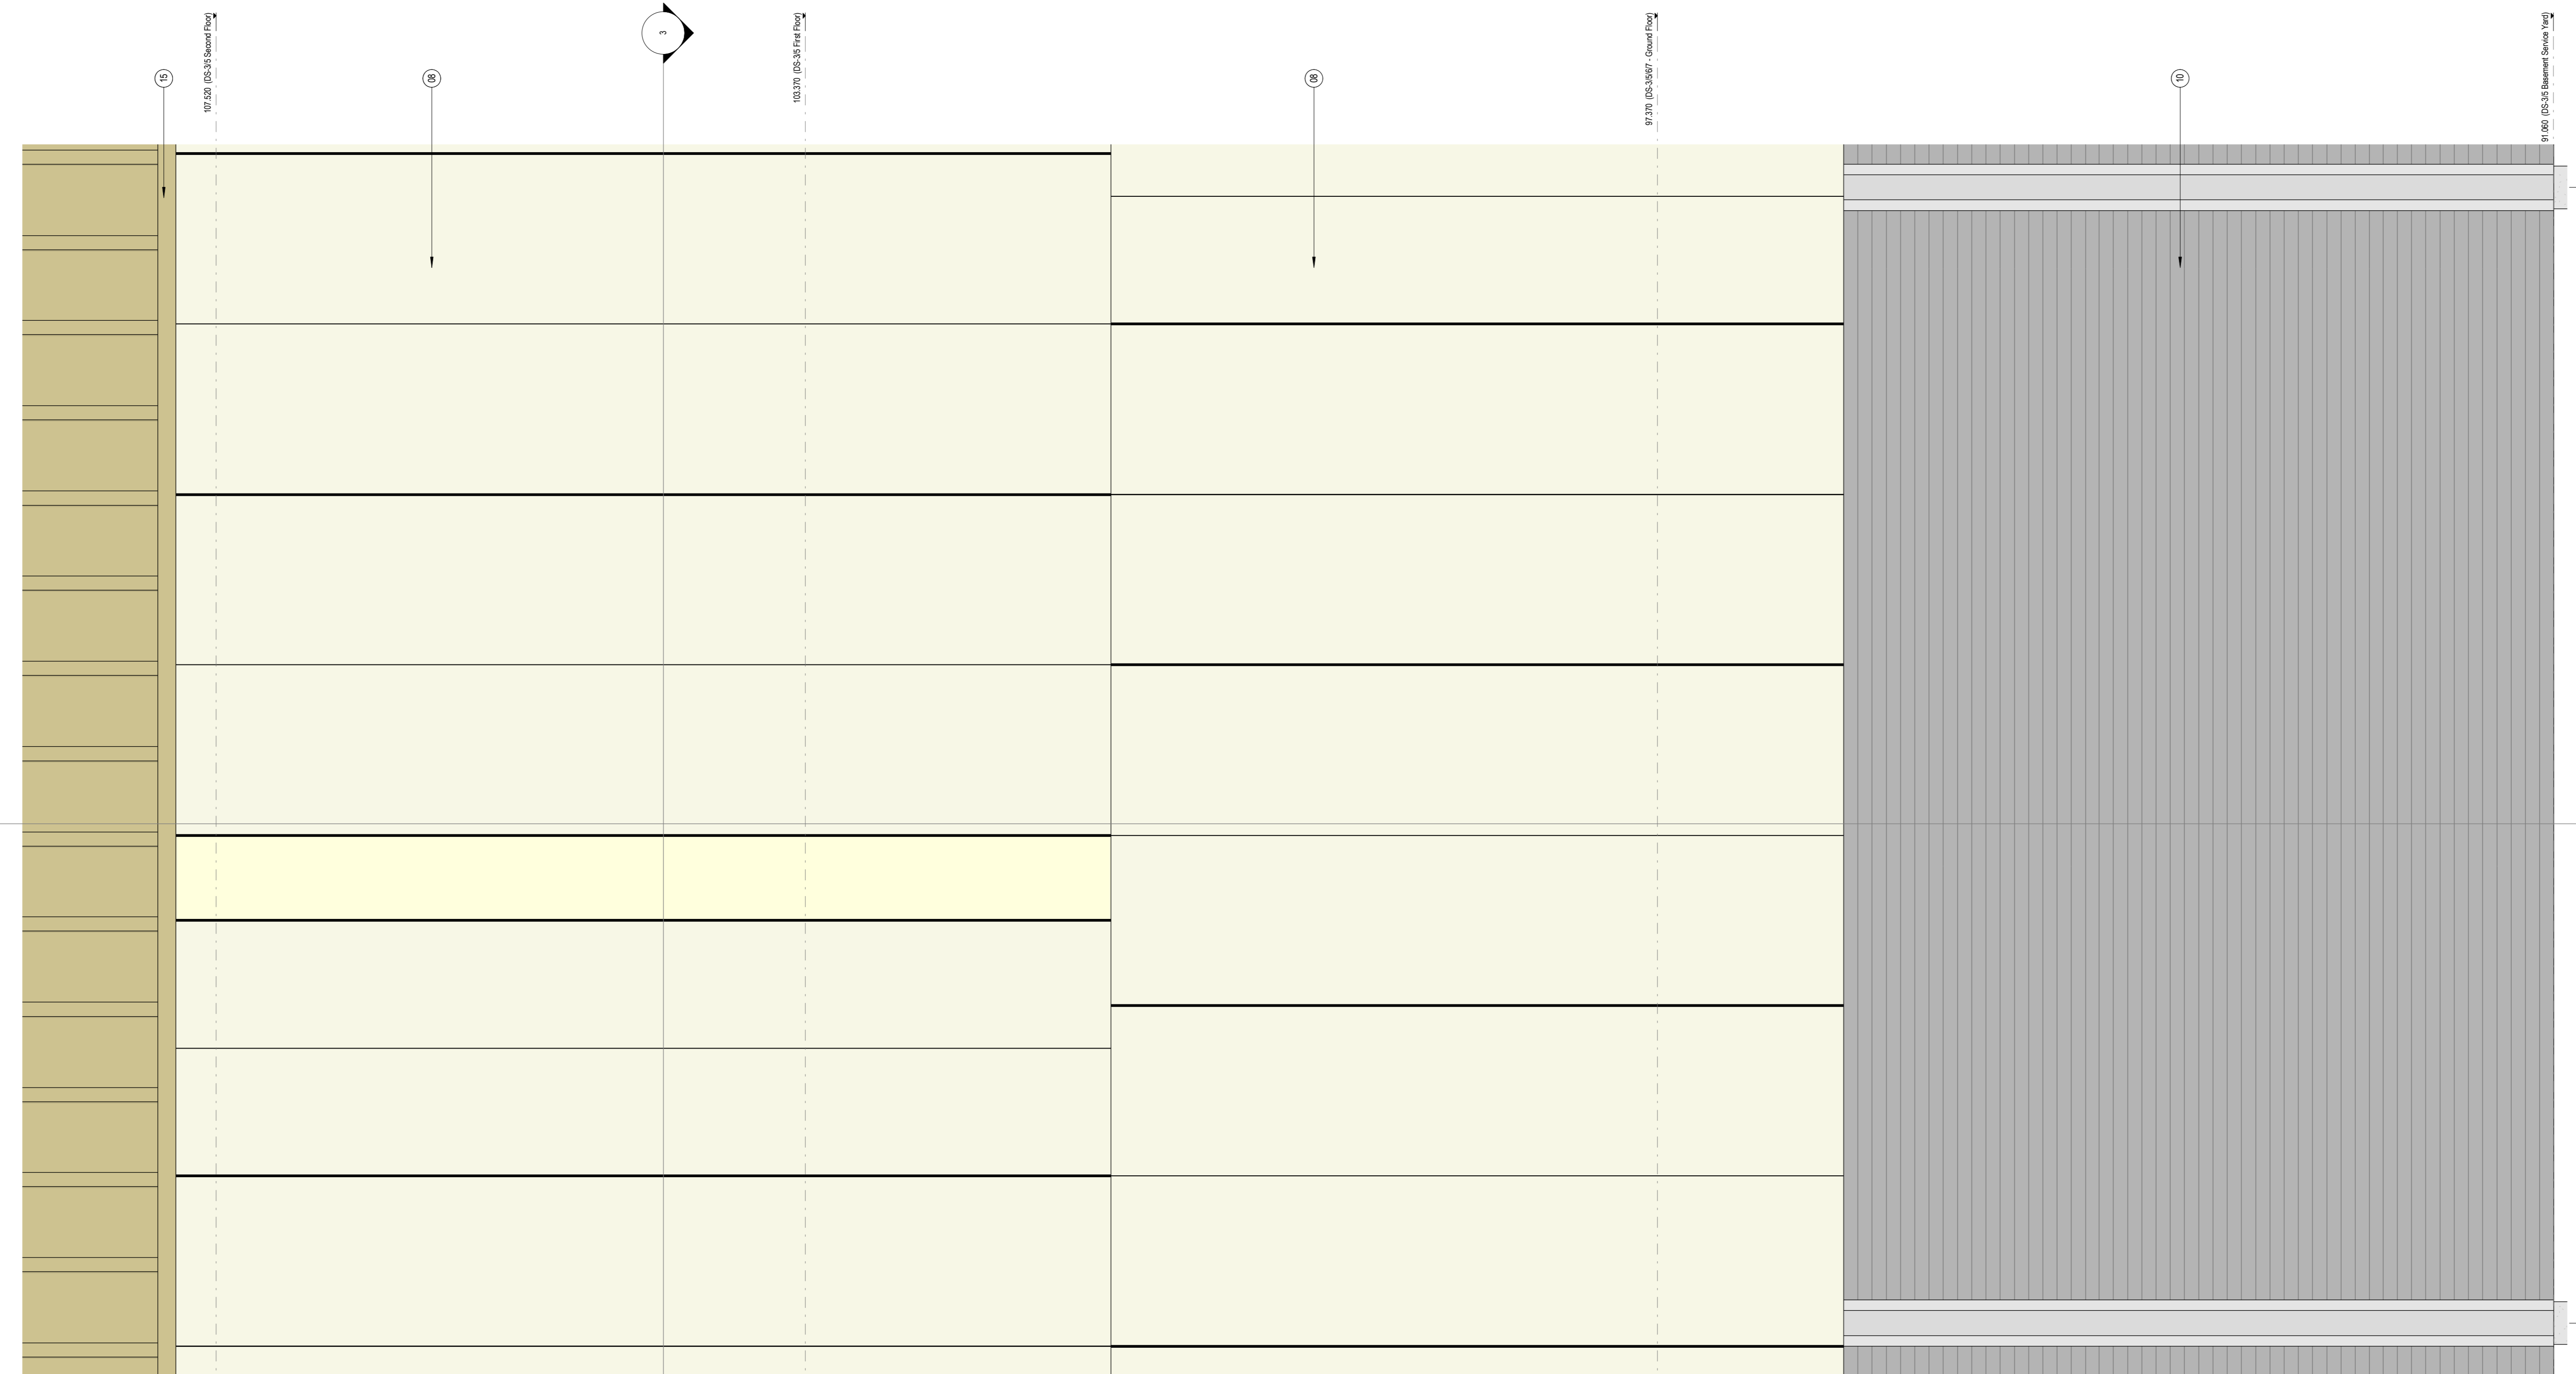 15
107.520 (DS-3/5 Second Floor)
08
3
103.370 (DS-3/5 First Floor)
08
97.370 (DS-3/5/6/7 - Ground Floor)
10
91.060 (DS-3/5 Basement Service Yard)